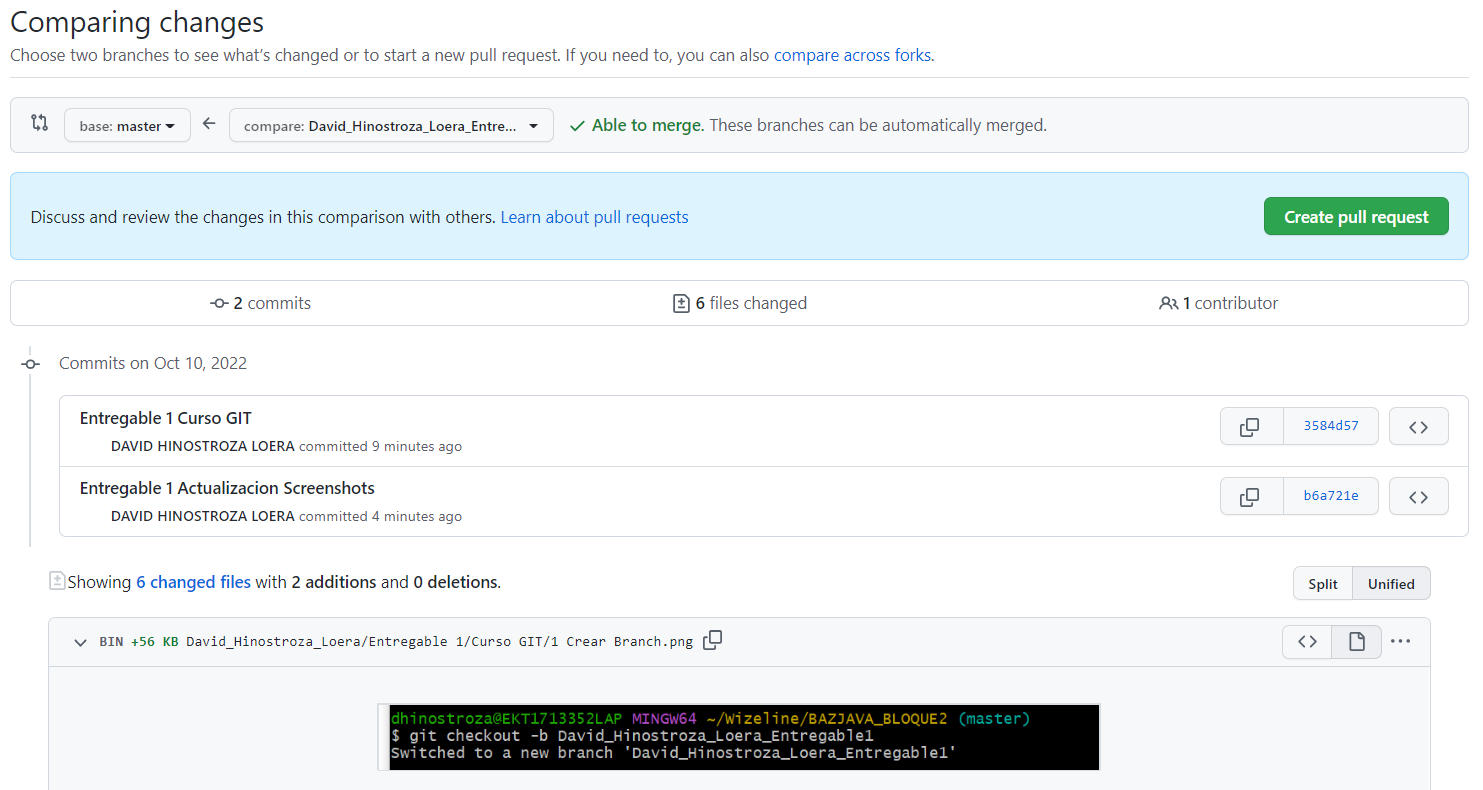 Comparing changes
Choose two branches to see what's changed or to start a new pull request. If you need to, you can also compare across forks.
base: master compare: David_Hinostroza_Loera_Entre... Able to merge. These branches can be automatically merged.
Discuss and review the changes in this comparison with others. Learn about pull requests Create pull request
2 commits 6 files changed 1 contributor
Commits on Oct 10, 2022
Entregable 1 Curso GIT
DAVID HINOSTROZA LOERA committed 9 minutes ago 3584d57
Entregable 1 Actualizacion Screenshots
DAVID HINOSTROZA LOERA committed 4 minutes ago b6a721e
Showing 6 changed files with 2 additions and 0 deletions. Split Unified
BIN +56 KB David_Hinostroza_Loera/Entregable 1/Curso GIT/1 Crear Branch.png
dhinostroza@EKT1713352LAP MINGW64 ~/Wizeline/BAZJAVA_BLOQUE2 (master)
$ git checkout -b David_Hinostroza_Loera_Entregable1
Switched to a new branch 'David_Hinostroza_Loera_Entregable1'